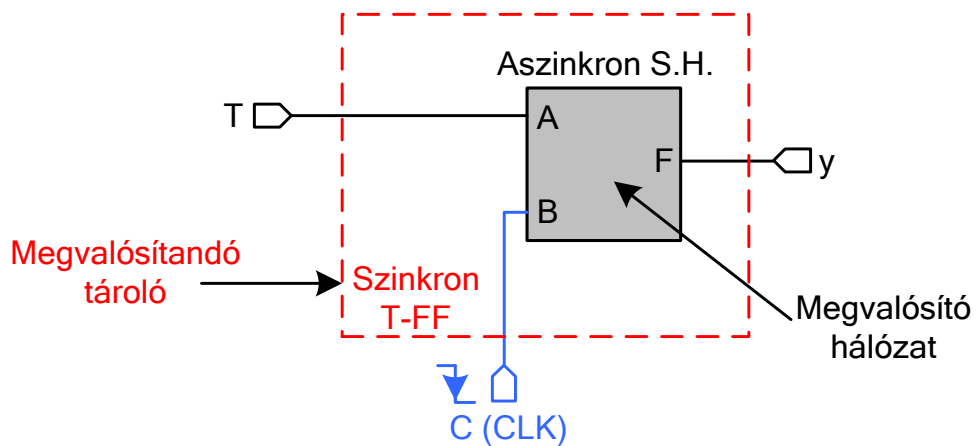 Aszinkron S.H.
T
A
F
y
B
Megvalósítandó
tároló
Szinkron
T-FF
Megvalósító
hálózat
C (CLK)